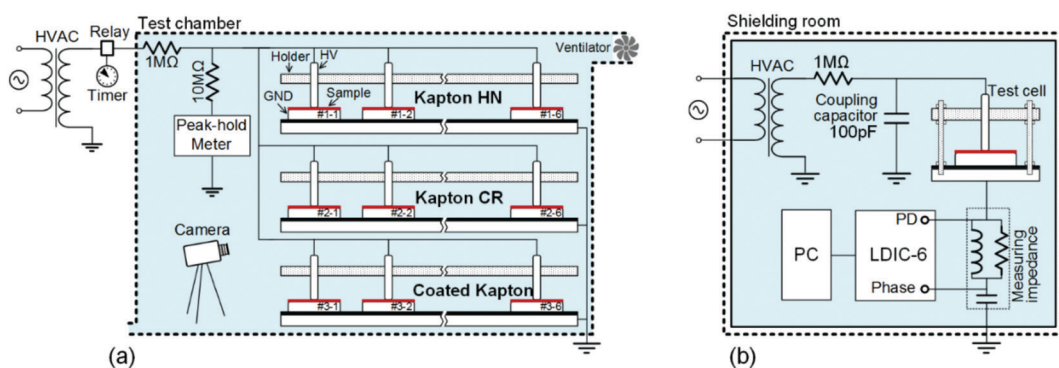 Test chamber
HVAC
Relay
1MΩ
Timer
10MΩ
Peak-hold
Meter
Camera
Ventilator
Holder
HV
GND
Sample
Kapton HN
#1-1
#1-2
#1-6
Kapton CR
#2-1
#2-2
#2-6
Coated Kapton
#3-1
#3-2
#3-6
(a)
Shielding room
HVAC
1MΩ
Coupling
capacitor
100pF
Test cell
PC
LDIC-6
PD
Phase
Measuring
impedance
(b)